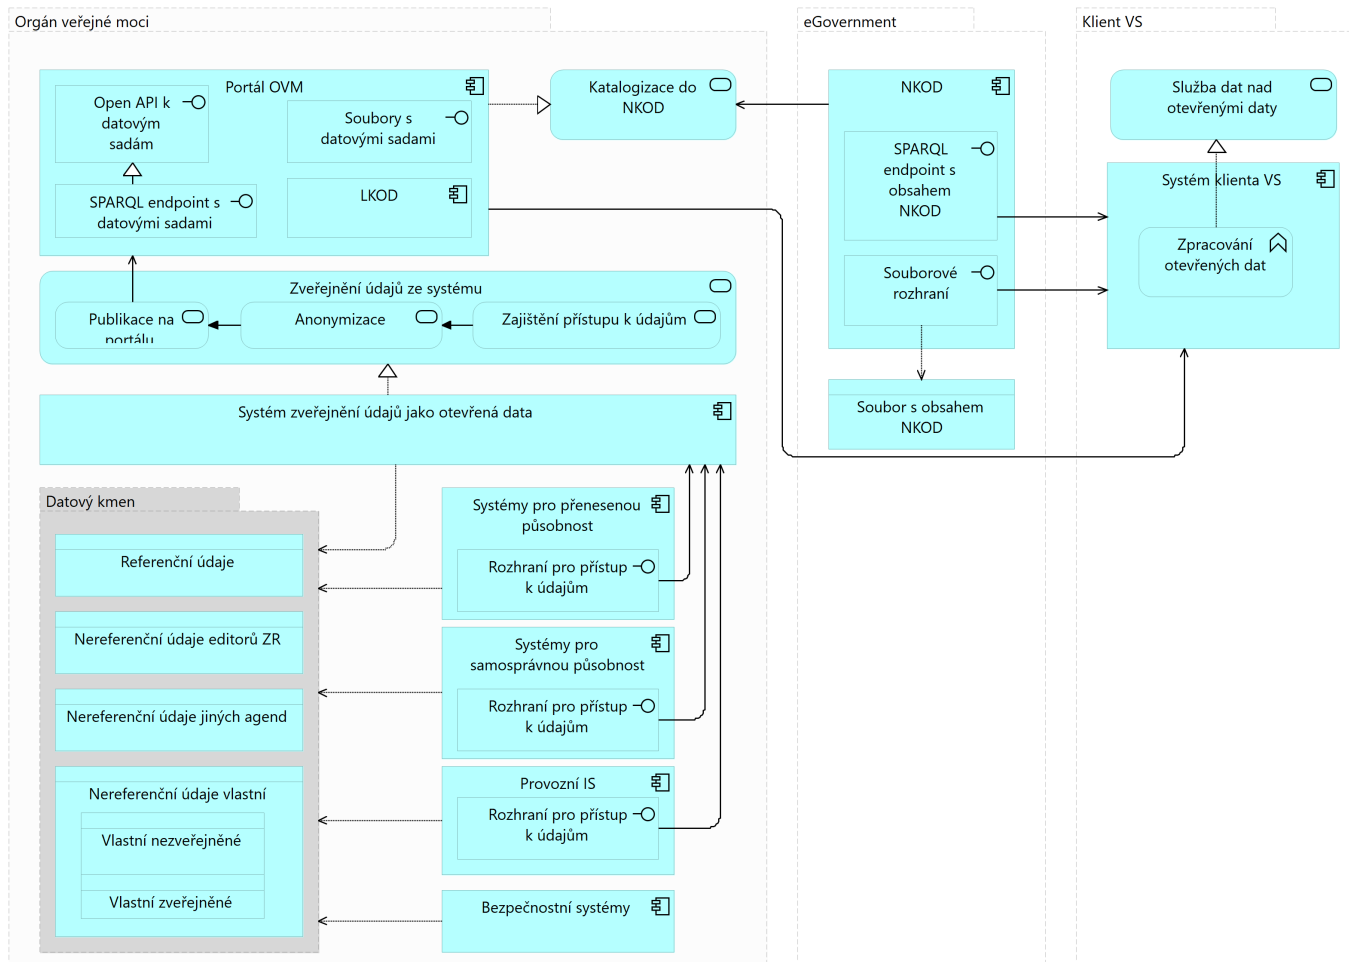 Orgán veřejné moci
Portál OVM
Open API k
datovým
sadám
Soubory s
datovými sadami
SPARQL endpoint s
datovými sadami
LKOD
Katalogizace do
NKOD
Zveřejnění údajů ze systému
Publikace na
portálu
Anonymizace
Zajištění přístupu k údajům
Systém zveřejnění údajů jako otevřená data
Datový kmen
Referenční údaje
Nereferenční údaje editorů ZR
Nereferenční údaje jiných agend
Nereferenční údaje vlastní
Vlastní nezveřejněné
Vlastní zveřejněné
Systémy pro přenesenou
působnost
Rozhraní pro přístup
k údajům
Systémy pro
samosprávnou působnost
Rozhraní pro přístup
k údajům
Provozní IS
Rozhraní pro přístup
k údajům
Bezpečnostní systémy
eGovernment
NKOD
SPARQL
endpoint s
obsahem
NKOD
Souborové
rozhraní
Soubor s obsahem
NKOD
Klient VS
Služba dat nad
otevřenými daty
Systém klienta VS
Zpracování
otevřených dat